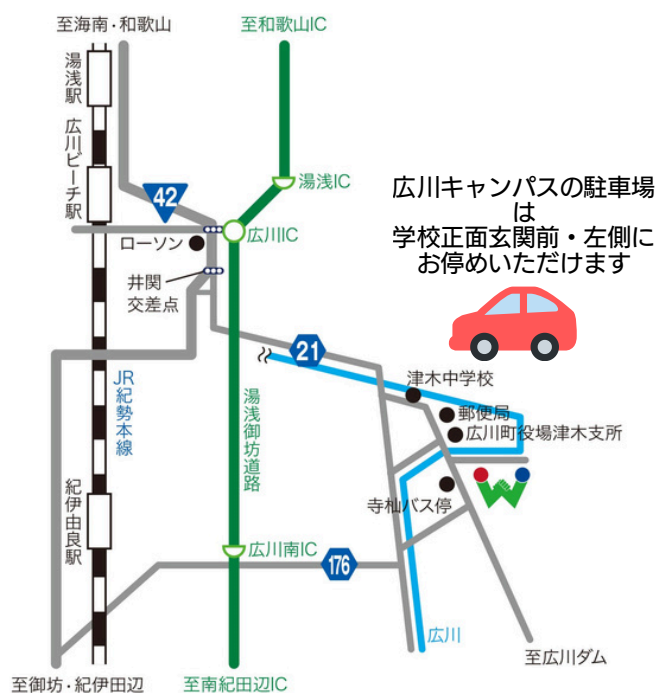 至海南・和歌山
至和歌山IC
湯浅駅
広川ビーチ駅
湯浅IC
42
広川IC
ローソン
井関
交差点
広川キャンパスの駐車場
は
学校正面玄関前・左側に
お停めいただけます
21
JR紀勢本線
湯浅御坊道路
津木中学校
郵便局
広川町役場津木支所
寺杣バス停
紀伊由良駅
広川南IC
176
広川
至広川ダム
至御坊・紀伊田辺
至南紀田辺IC